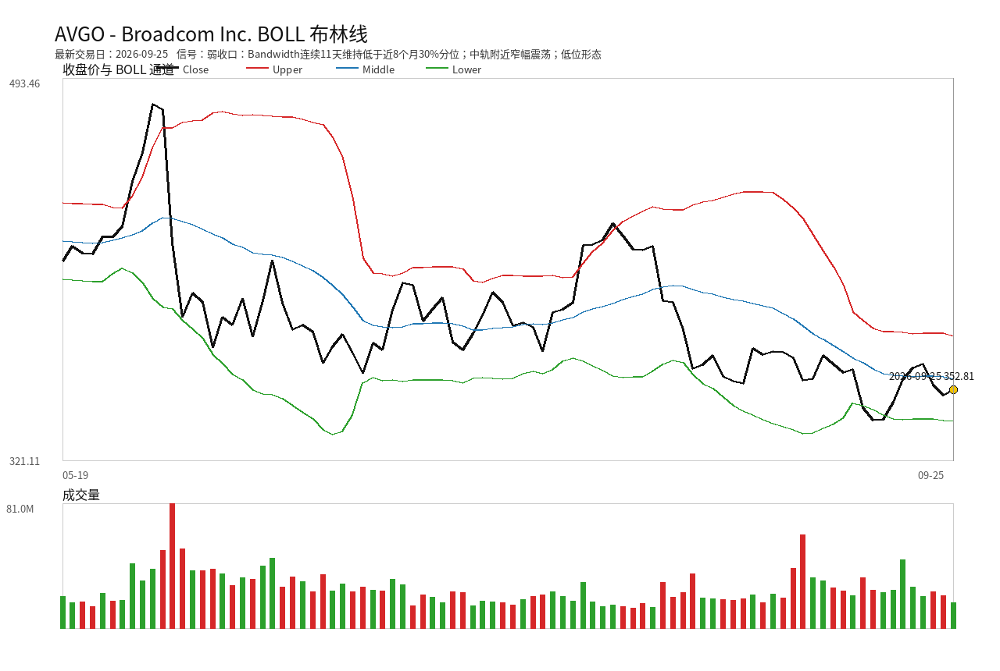 AVGO - Broadcom Inc. BOLL 布林线
最新交易日：2026-09-25 信号：弱收口：Bandwidth连续11天维持低于近8个月30%分位；中轨附近窄幅震荡；低位形态
收盘价与 BOLL 通道 Close Upper Middle Lower
493.46
2026-09-25 352.81
321.11
05-19 09-25
成交量
81.0M